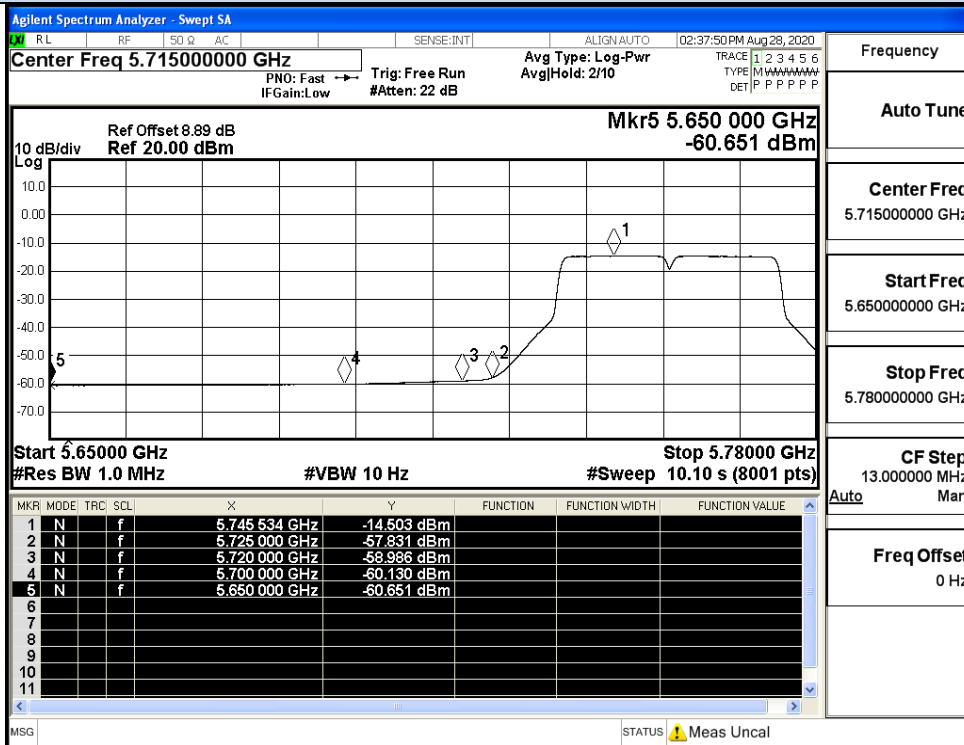 Agilent Spectrum Analyzer - Swept SA
LXI RL RF 50 Ω AC SENSE:INT ALIGNAUTO 02:37:50 PM Aug 28, 2020
Center Freq 5.715000000 GHz
PNO: Fast
IFGain:Low
Trig: Free Run
#Atten: 22 dB
Avg Type: Log-Pwr
Avg|Hold: 2/10
TRACE 1 2 3 4 5 6
TYPE M WWWWW
DET P P P P P P
Ref Offset 8.89 dB
Ref 20.00 dBm
10 dB/div
Log
Mkr5 5.650 000 GHz
-60.651 dBm
10.0
0.00
-10.0
-20.0
-30.0
-40.0
-50.0
-60.0
-70.0
5
4
3
2
1
Start 5.65000 GHz
Stop 5.78000 GHz
#Res BW 1.0 MHz
#VBW 10 Hz
#Sweep 10.10 s (8001 pts)
MKR MODE TRC SCL X Y FUNCTION FUNCTION WIDTH FUNCTION VALUE
1 N f 5.745 534 GHz -14.503 dBm
2 N f 5.725 000 GHz -57.831 dBm
3 N f 5.720 000 GHz -58.986 dBm
4 N f 5.700 000 GHz -60.130 dBm
5 N f 5.650 000 GHz -60.651 dBm
6
7
8
9
10
11
MSG
STATUS Meas Uncal
Frequency
Auto Tune
Center Freq
5.715000000 GHz
Start Freq
5.650000000 GHz
Stop Freq
5.780000000 GHz
CF Step
13.000000 MHz
Auto Man
Freq Offset
0 Hz